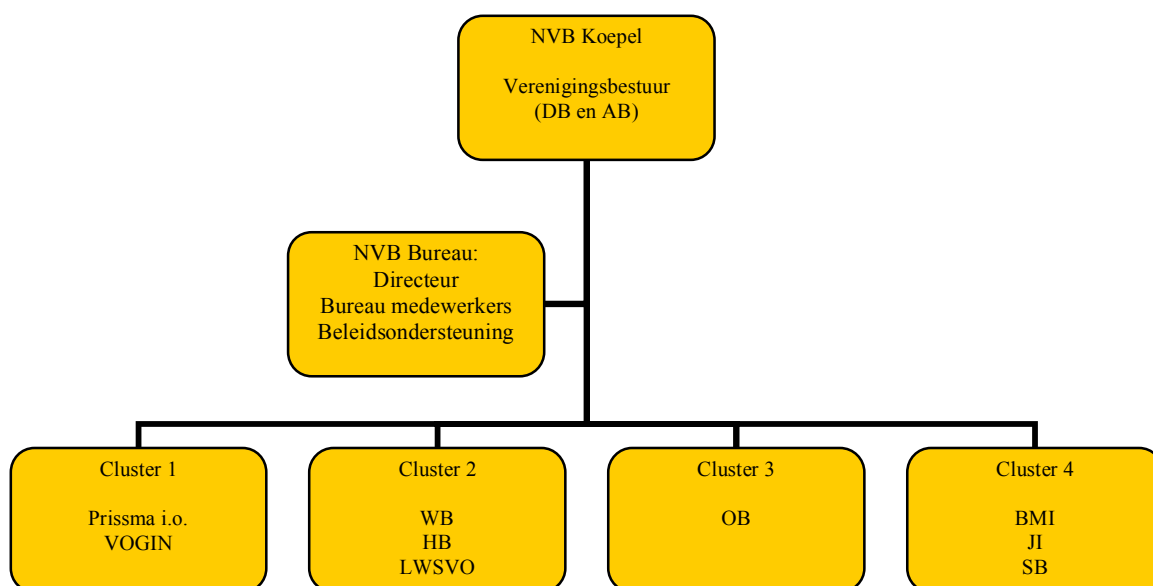 NVB Koepel
Verenigingsbestuur
(DB en AB)
NVB Bureau:
Directeur
Bureau medewerkers
Beleidsondersteuning
Cluster 1
Prissma i.o.
VOGIN
Cluster 2
WB
HB
LWSVO
Cluster 3
OB
Cluster 4
BMI
JI
SB